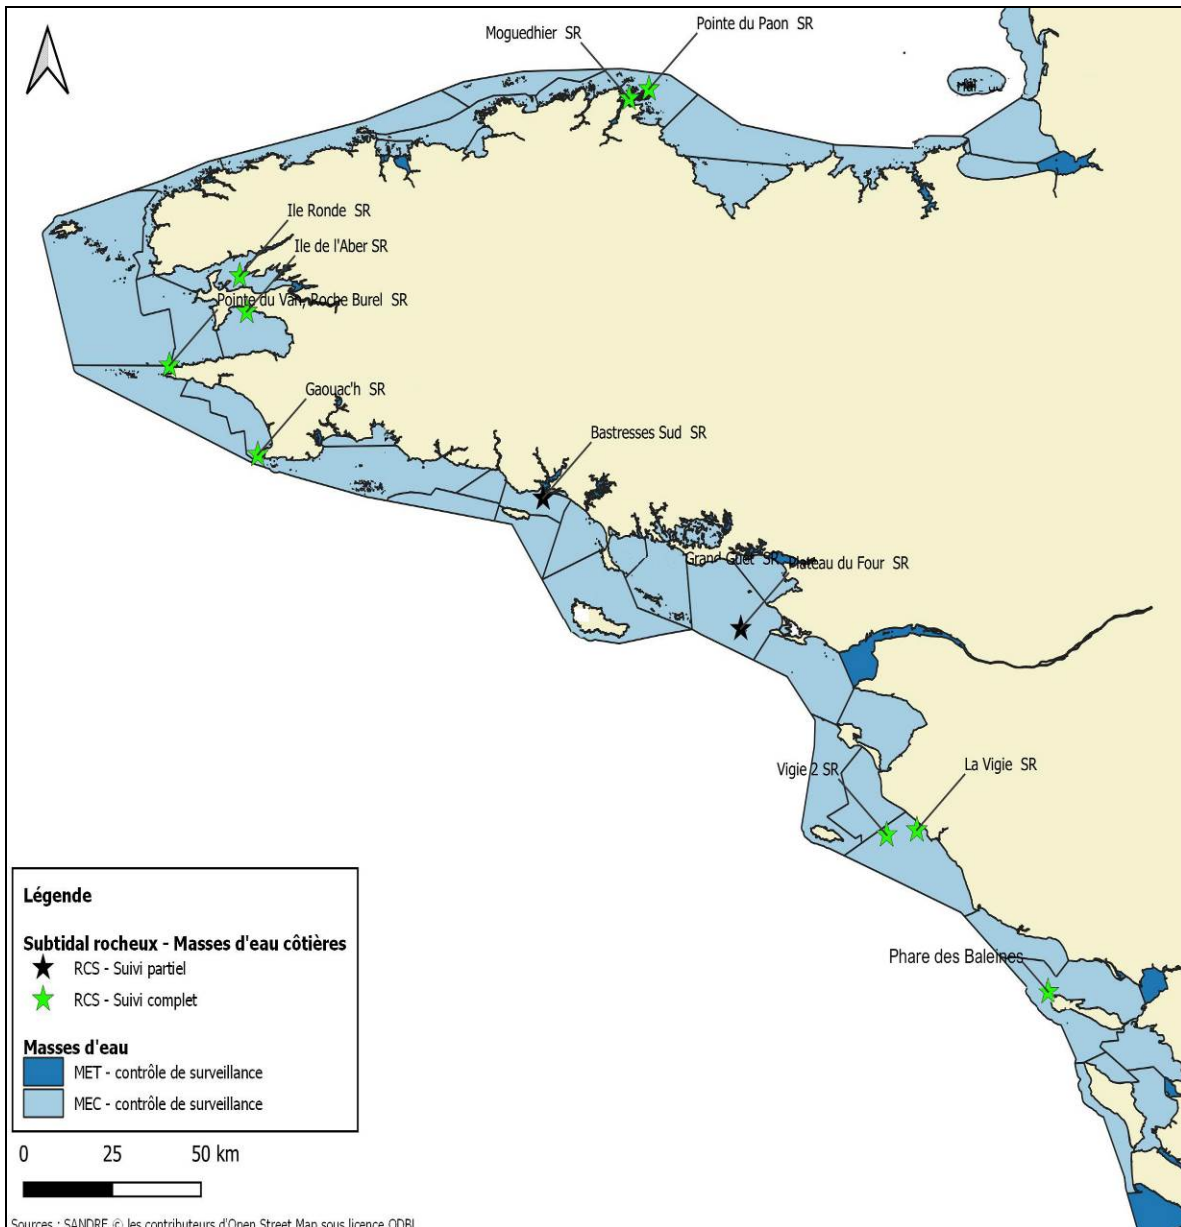 Moguedhier SR
Pointe du Paon SR
Ile Ronde SR
Ile de l'Aber SR
Pointe du Van, Roche Burel SR
Gaouac'h SR
Bastresses Sud SR
Grand Guet SR
Plateau du Four SR
Vigie 2 SR
La Vigie SR
Phare des Baleines
Légende
Subtidal rocheux - Masses d'eau côtières
RCS - Suivi partiel
RCS - Suivi complet
Masses d'eau
MET - contrôle de surveillance
MEC - contrôle de surveillance
0 25 50 km
Sources : SANDRE © les contributeurs d'Open Street Map sous licence ODBL